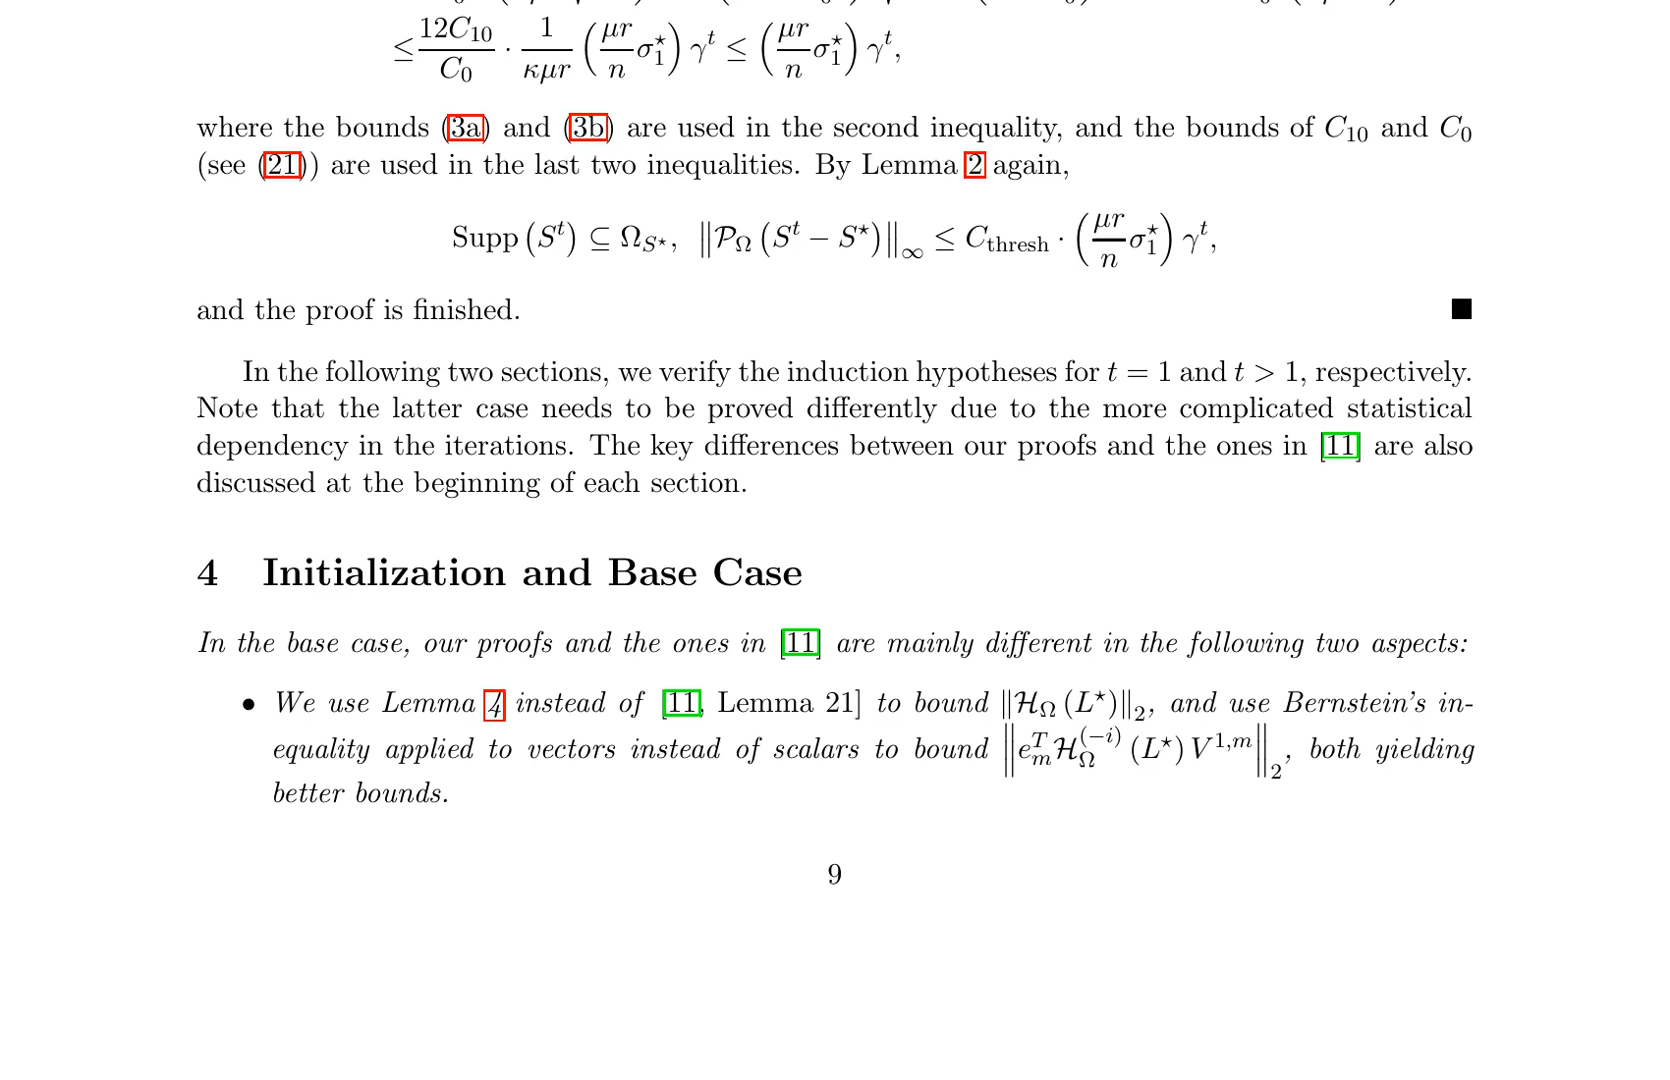 ≤ 12C₁₀/C₀ · 1/(κμr) (μr/n σ₁⋆) γᵗ ≤ (μr/n σ₁⋆) γᵗ,
where the bounds (3a) and (3b) are used in the second inequality, and the bounds of C₁₀ and C₀
(see (21)) are used in the last two inequalities. By Lemma 2 again,
Supp (Sᵗ) ⊆ Ω_{S⋆}, ‖𝒫_Ω (Sᵗ − S⋆)‖_∞ ≤ C_thresh · (μr/n σ₁⋆) γᵗ,
and the proof is finished. ■
In the following two sections, we verify the induction hypotheses for t = 1 and t > 1, respectively.
Note that the latter case needs to be proved differently due to the more complicated statistical
dependency in the iterations. The key differences between our proofs and the ones in [11] are also
discussed at the beginning of each section.
4 Initialization and Base Case
In the base case, our proofs and the ones in [11] are mainly different in the following two aspects:
• We use Lemma 4 instead of [11, Lemma 21] to bound ‖ℋ_Ω (L⋆)‖₂, and use Bernstein's in-
equality applied to vectors instead of scalars to bound ‖e_m^T ℋ_Ω^{(−i)} (L⋆) V^{1,m}‖₂, both yielding
better bounds.
9